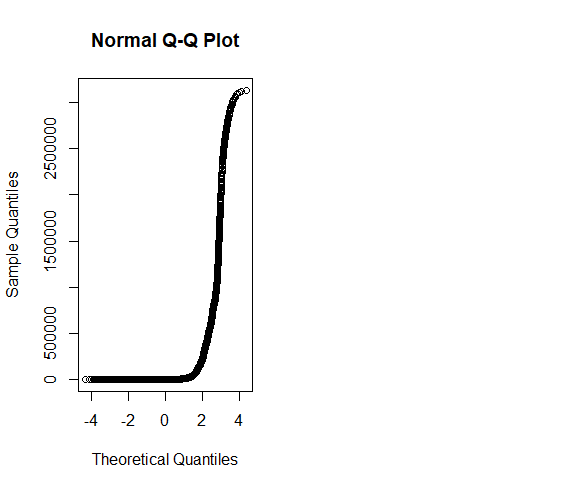 Normal Q-Q Plot
Sample Quantiles
2500000
1500000
500000
0
-4 -2 0 2 4
Theoretical Quantiles